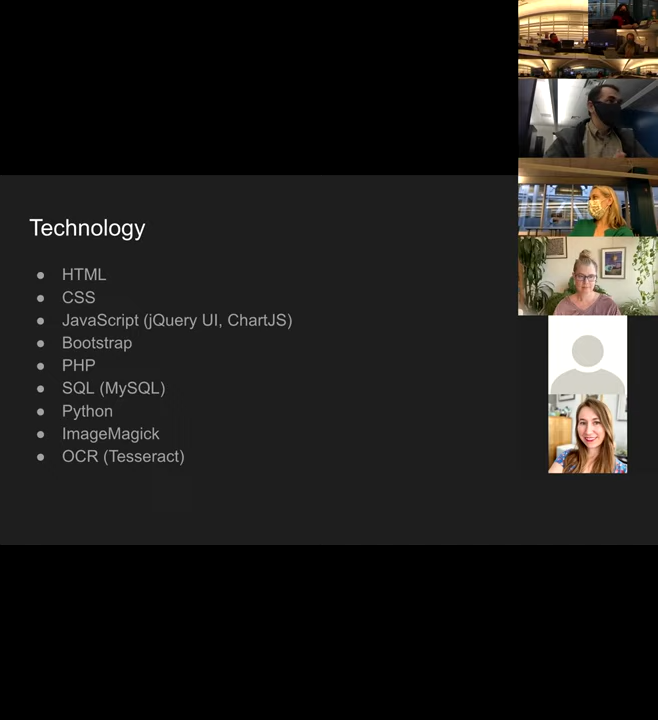 Technology
● HTML
● CSS
● JavaScript (jQuery UI, ChartJS)
● Bootstrap
● PHP
● SQL (MySQL)
● Python
● ImageMagick
● OCR (Tesseract)